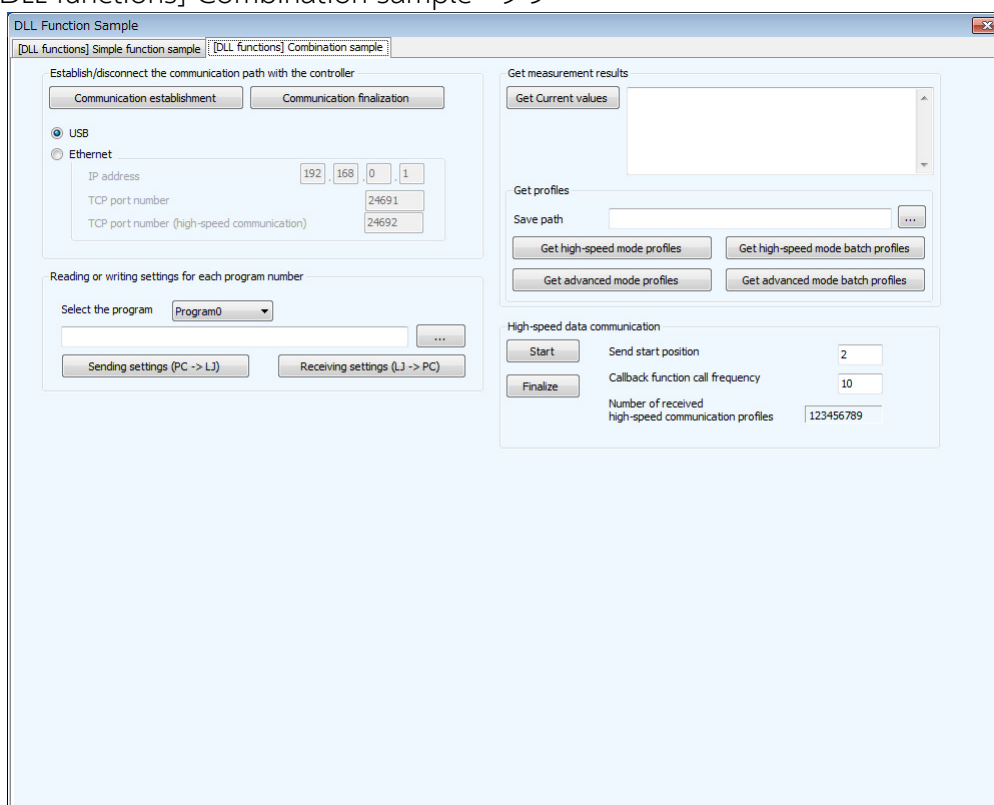 DLL functions] Combination sample
DLL Function Sample
[DLL functions] Simple function sample
[DLL functions] Combination sample
Establish/disconnect the communication path with the controller
Communication establishment
Communication finalization
USB
Ethernet
IP address
192 . 168 . 0 . 1
TCP port number
24691
TCP port number (high-speed communication)
24692
Reading or writing settings for each program number
Select the program
Program0
...
Sending settings (PC -> LJ)
Receiving settings (LJ -> PC)
Get measurement results
Get Current values
Get profiles
Save path
...
Get high-speed mode profiles
Get high-speed mode batch profiles
Get advanced mode profiles
Get advanced mode batch profiles
High-speed data communication
Start
Send start position
2
Finalize
Callback function call frequency
10
Number of received
high-speed communication profiles
123456789